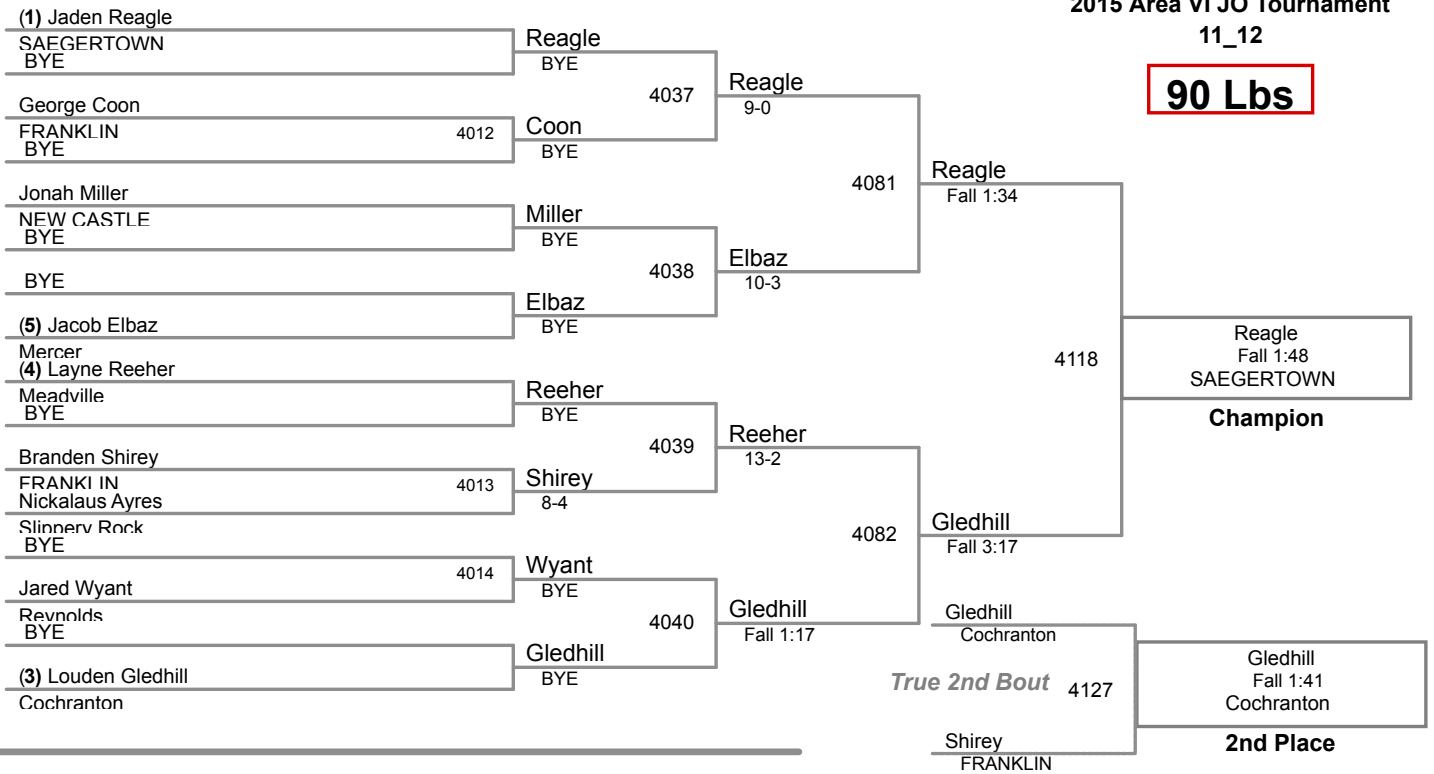 2015 Area VI JO Tournament
11_12
90 Lbs
(1) Jaden Reagle
SAEGERTOWN
BYE
George Coon
FRANKLIN
BYE
4012
Jonah Miller
NEW CASTLE
BYE
BYE
(5) Jacob Elbaz
Mercer
(4) Layne Reeher
Meadville
BYE
Branden Shirey
FRANKLIN
4013
Nickalaus Ayres
Slippery Rock
BYE
4014
Jared Wyant
Reynolds
BYE
(3) Louden Gledhill
Cochranton
Reagle
BYE
4037
Coon
BYE
Miller
BYE
4038
Elbaz
BYE
Reeher
BYE
4039
Shirey
8-4
Wyant
BYE
4040
Gledhill
BYE
Reagle
9-0
4081
Elbaz
10-3
Reeher
13-2
4082
Gledhill
Fall 1:17
Reagle
Fall 1:34
4118
Gledhill
Fall 3:17
Reagle
Fall 1:48
SAEGERTOWN
Champion
Gledhill
Cochranton
True 2nd Bout 4127
Shirey
FRANKLIN
Gledhill
Fall 1:41
Cochranton
2nd Place